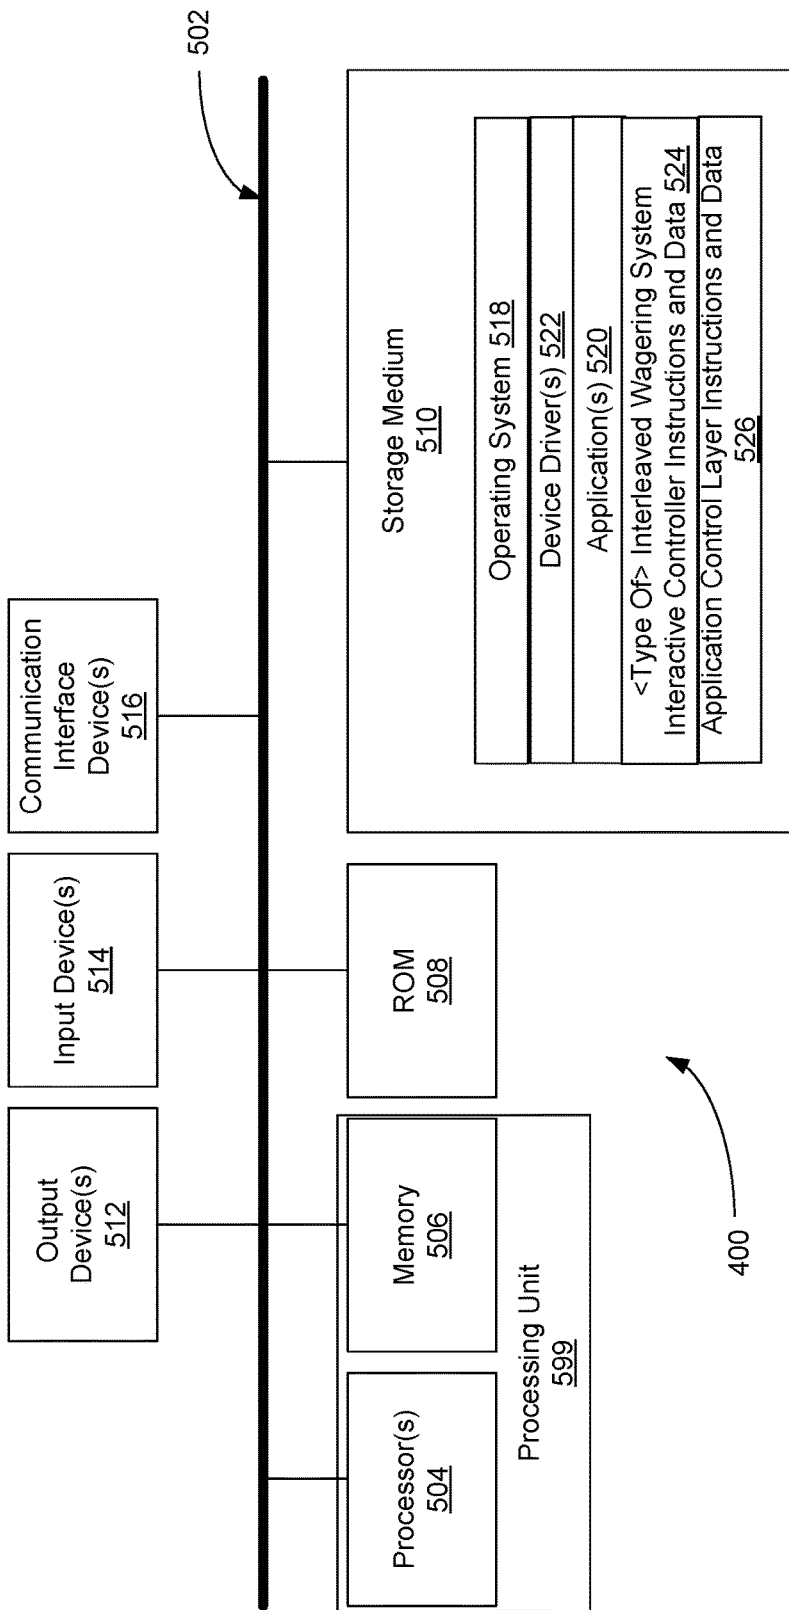 502
Output
Device(s)
512
Input Device(s)
514
Communication
Interface
Device(s)
516
Processor(s)
504
Memory
506
Processing Unit
599
ROM
508
Storage Medium
510
Operating System 518
Device Driver(s) 522
Application(s) 520
<Type Of> Interleaved Wagering System
Interactive Controller Instructions and Data 524
Application Control Layer Instructions and Data
526
400